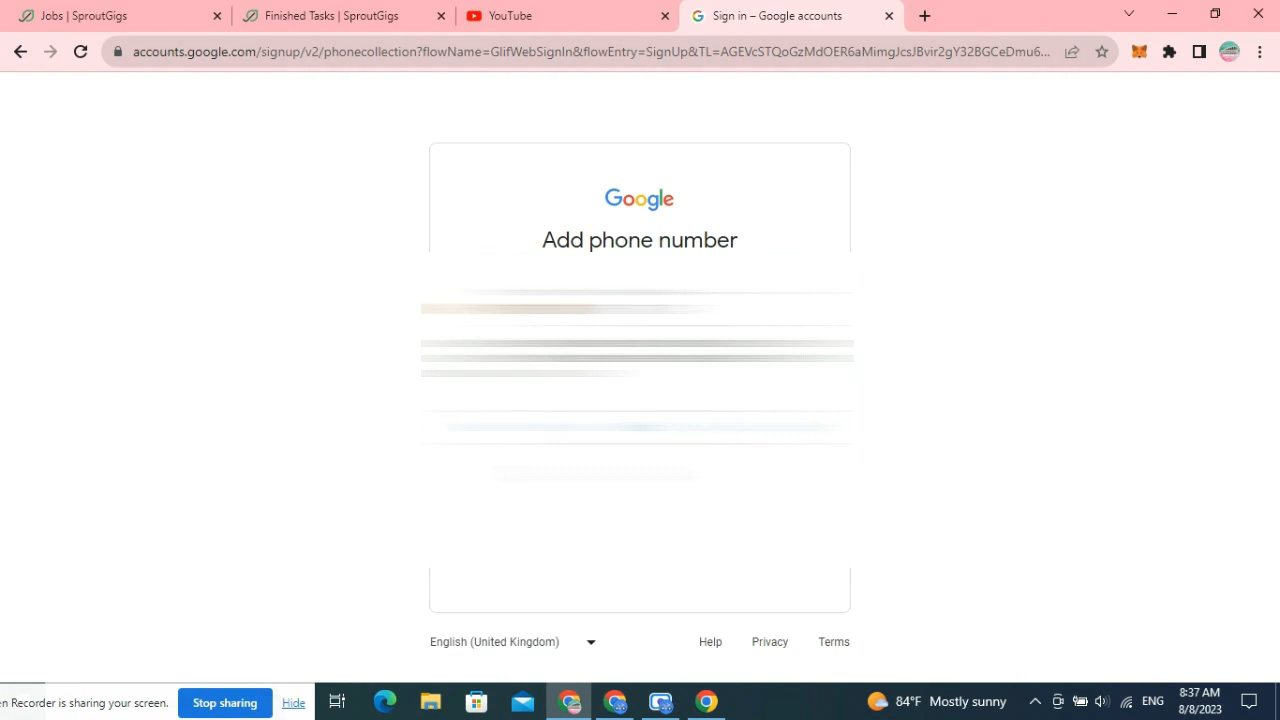 Jobs | SproutGigs
Finished Tasks | SproutGigs
YouTube
Sign in – Google accounts
accounts.google.com/signup/v2/phonecollection?flowName=GlifWebSignIn&flowEntry=SignUp&TL=AGEVcSTQoGzMdOER6aMimgJcsJBvir2gY32BGCeDmu6...
Google
Add phone number
English (United Kingdom)
Help
Privacy
Terms
en Recorder is sharing your screen.
Stop sharing
Hide
84°F Mostly sunny
ENG
8:37 AM
8/8/2023